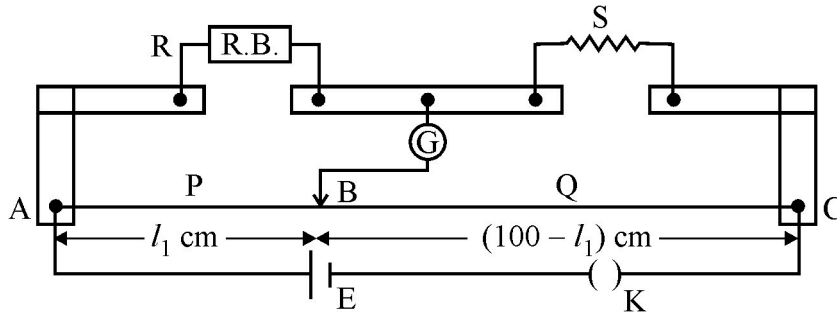 S
R R.B.
G
P B Q
A C
l₁ cm (100 – l₁) cm
E K